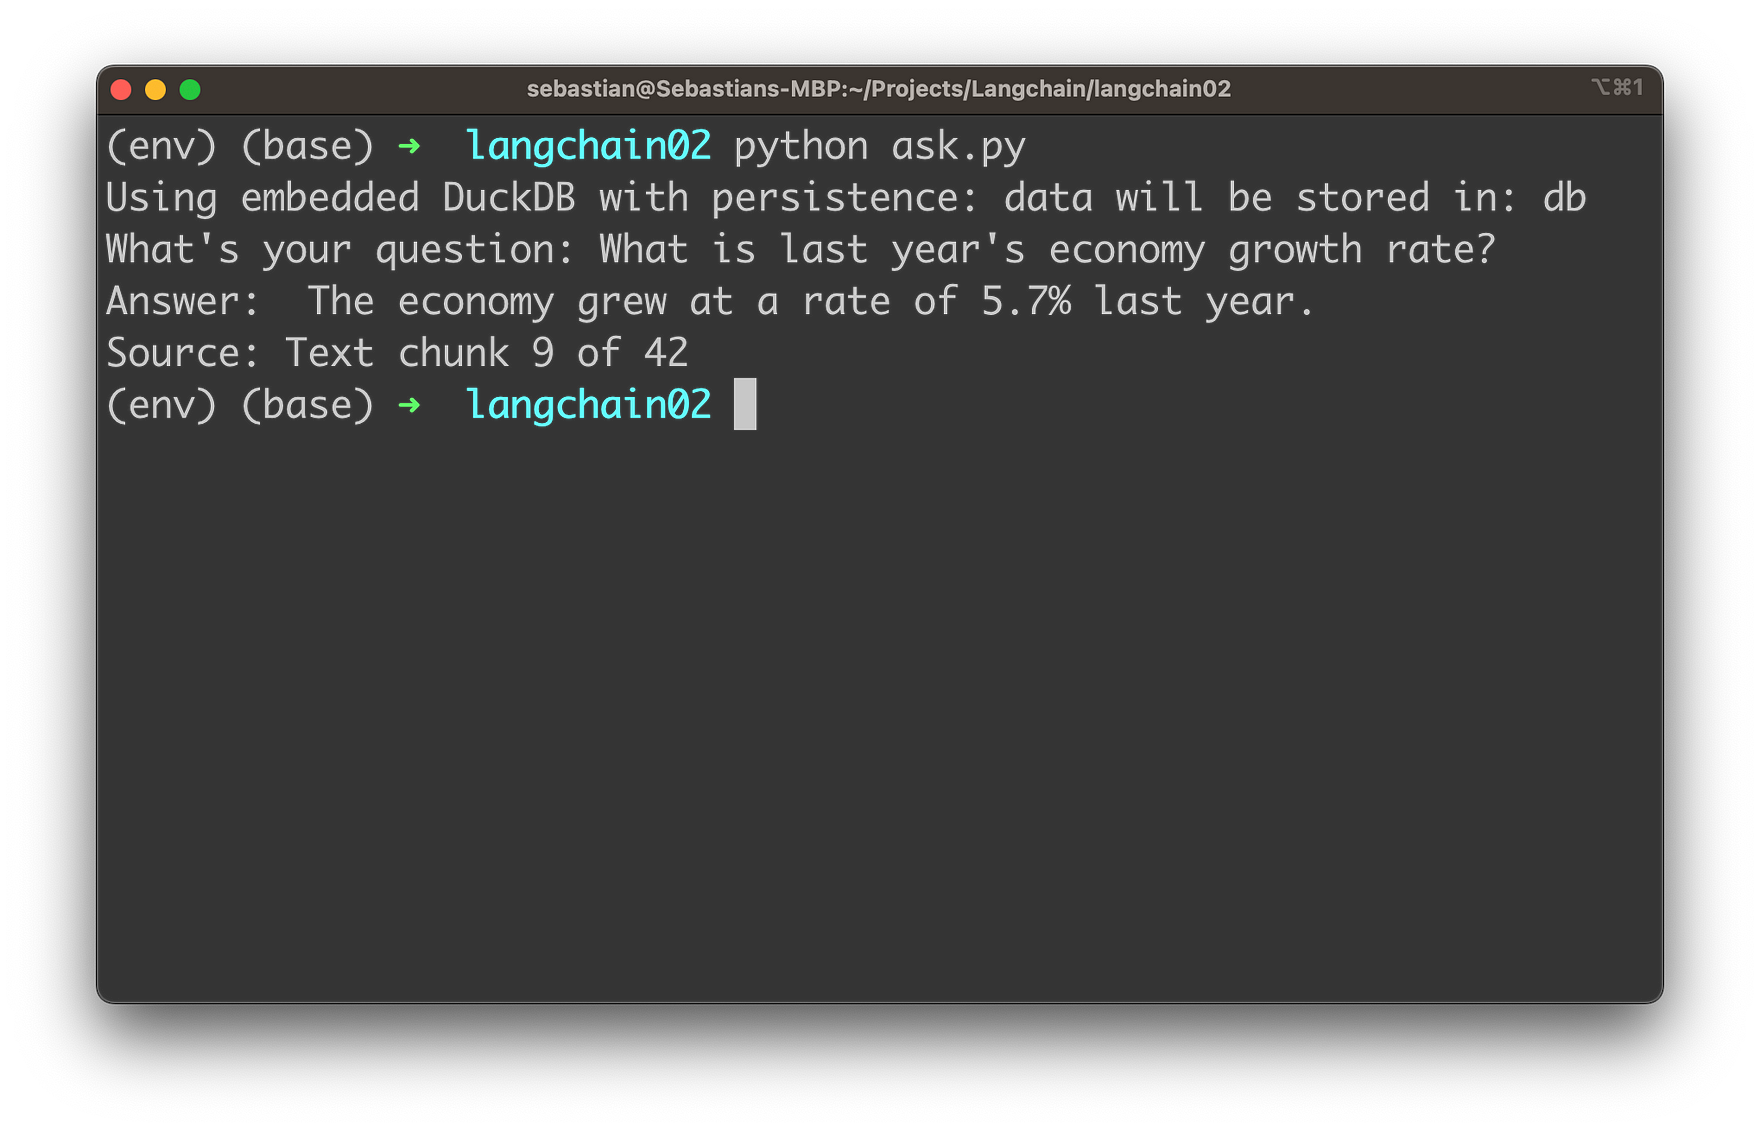 sebastian@Sebastians-MBP:~/Projects/Langchain/langchain02 ⌥⌘1
(env) (base) ➜  langchain02 python ask.py
Using embedded DuckDB with persistence: data will be stored in: db
What's your question: What is last year's economy growth rate?
Answer:  The economy grew at a rate of 5.7% last year.
Source: Text chunk 9 of 42
(env) (base) ➜  langchain02